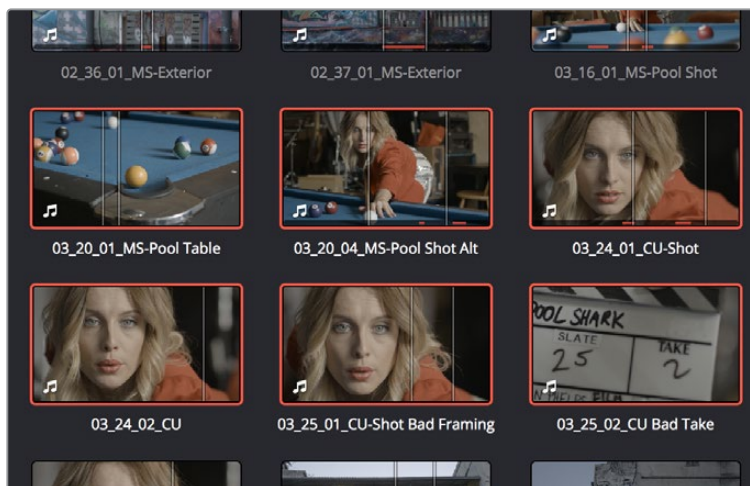 02_36_01_MS-Exterior
02_37_01_MS-Exterior
03_16_01_MS-Pool Shot
03_20_01_MS-Pool Table
03_20_04_MS-Pool Shot Alt
03_24_01_CU-Shot
POOL SHARK
SLATE
TAKE
25
2
03_24_02_CU
03_25_01_CU-Shot Bad Framing
03_25_02_CU Bad Take